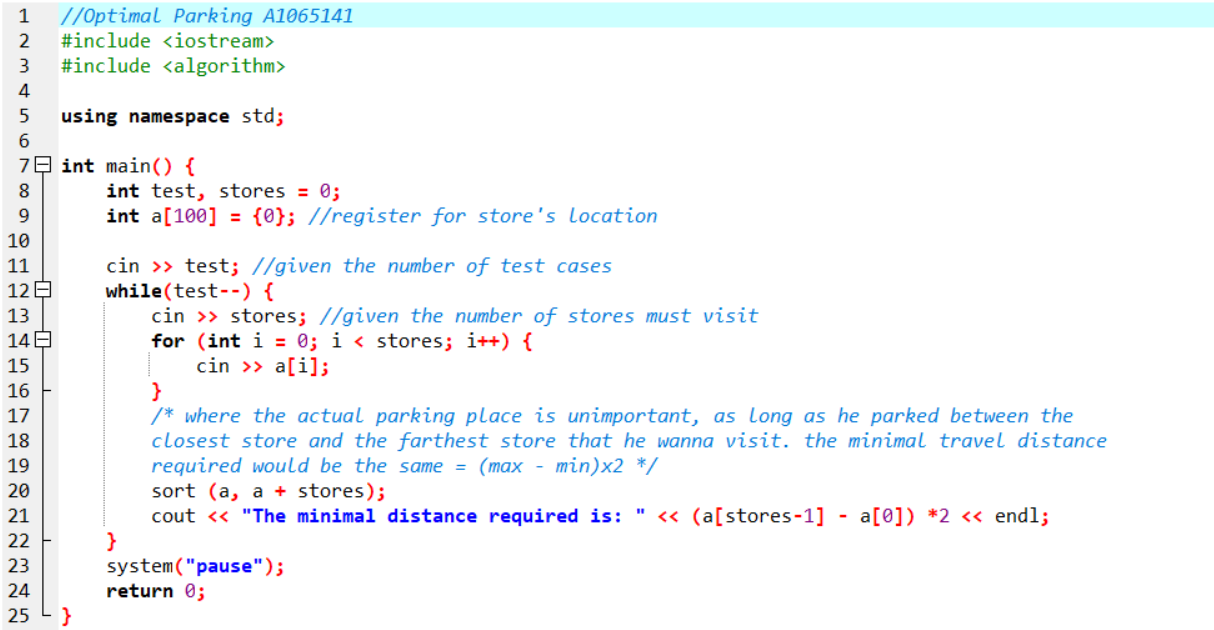 1 //Optimal Parking A1065141
2 #include <iostream>
3 #include <algorithm>
4
5 using namespace std;
6
7 int main() {
8     int test, stores = 0;
9     int a[100] = {0}; //register for store's location
10
11     cin >> test; //given the number of test cases
12     while(test--) {
13         cin >> stores; //given the number of stores must visit
14         for (int i = 0; i < stores; i++) {
15             cin >> a[i];
16         }
17         /* where the actual parking place is unimportant, as long as he parked between the
18         closest store and the farthest store that he wanna visit. the minimal travel distance
19         required would be the same = (max - min)x2 */
20         sort (a, a + stores);
21         cout << "The minimal distance required is: " << (a[stores-1] - a[0]) *2 << endl;
22     }
23     system("pause");
24     return 0;
25 }